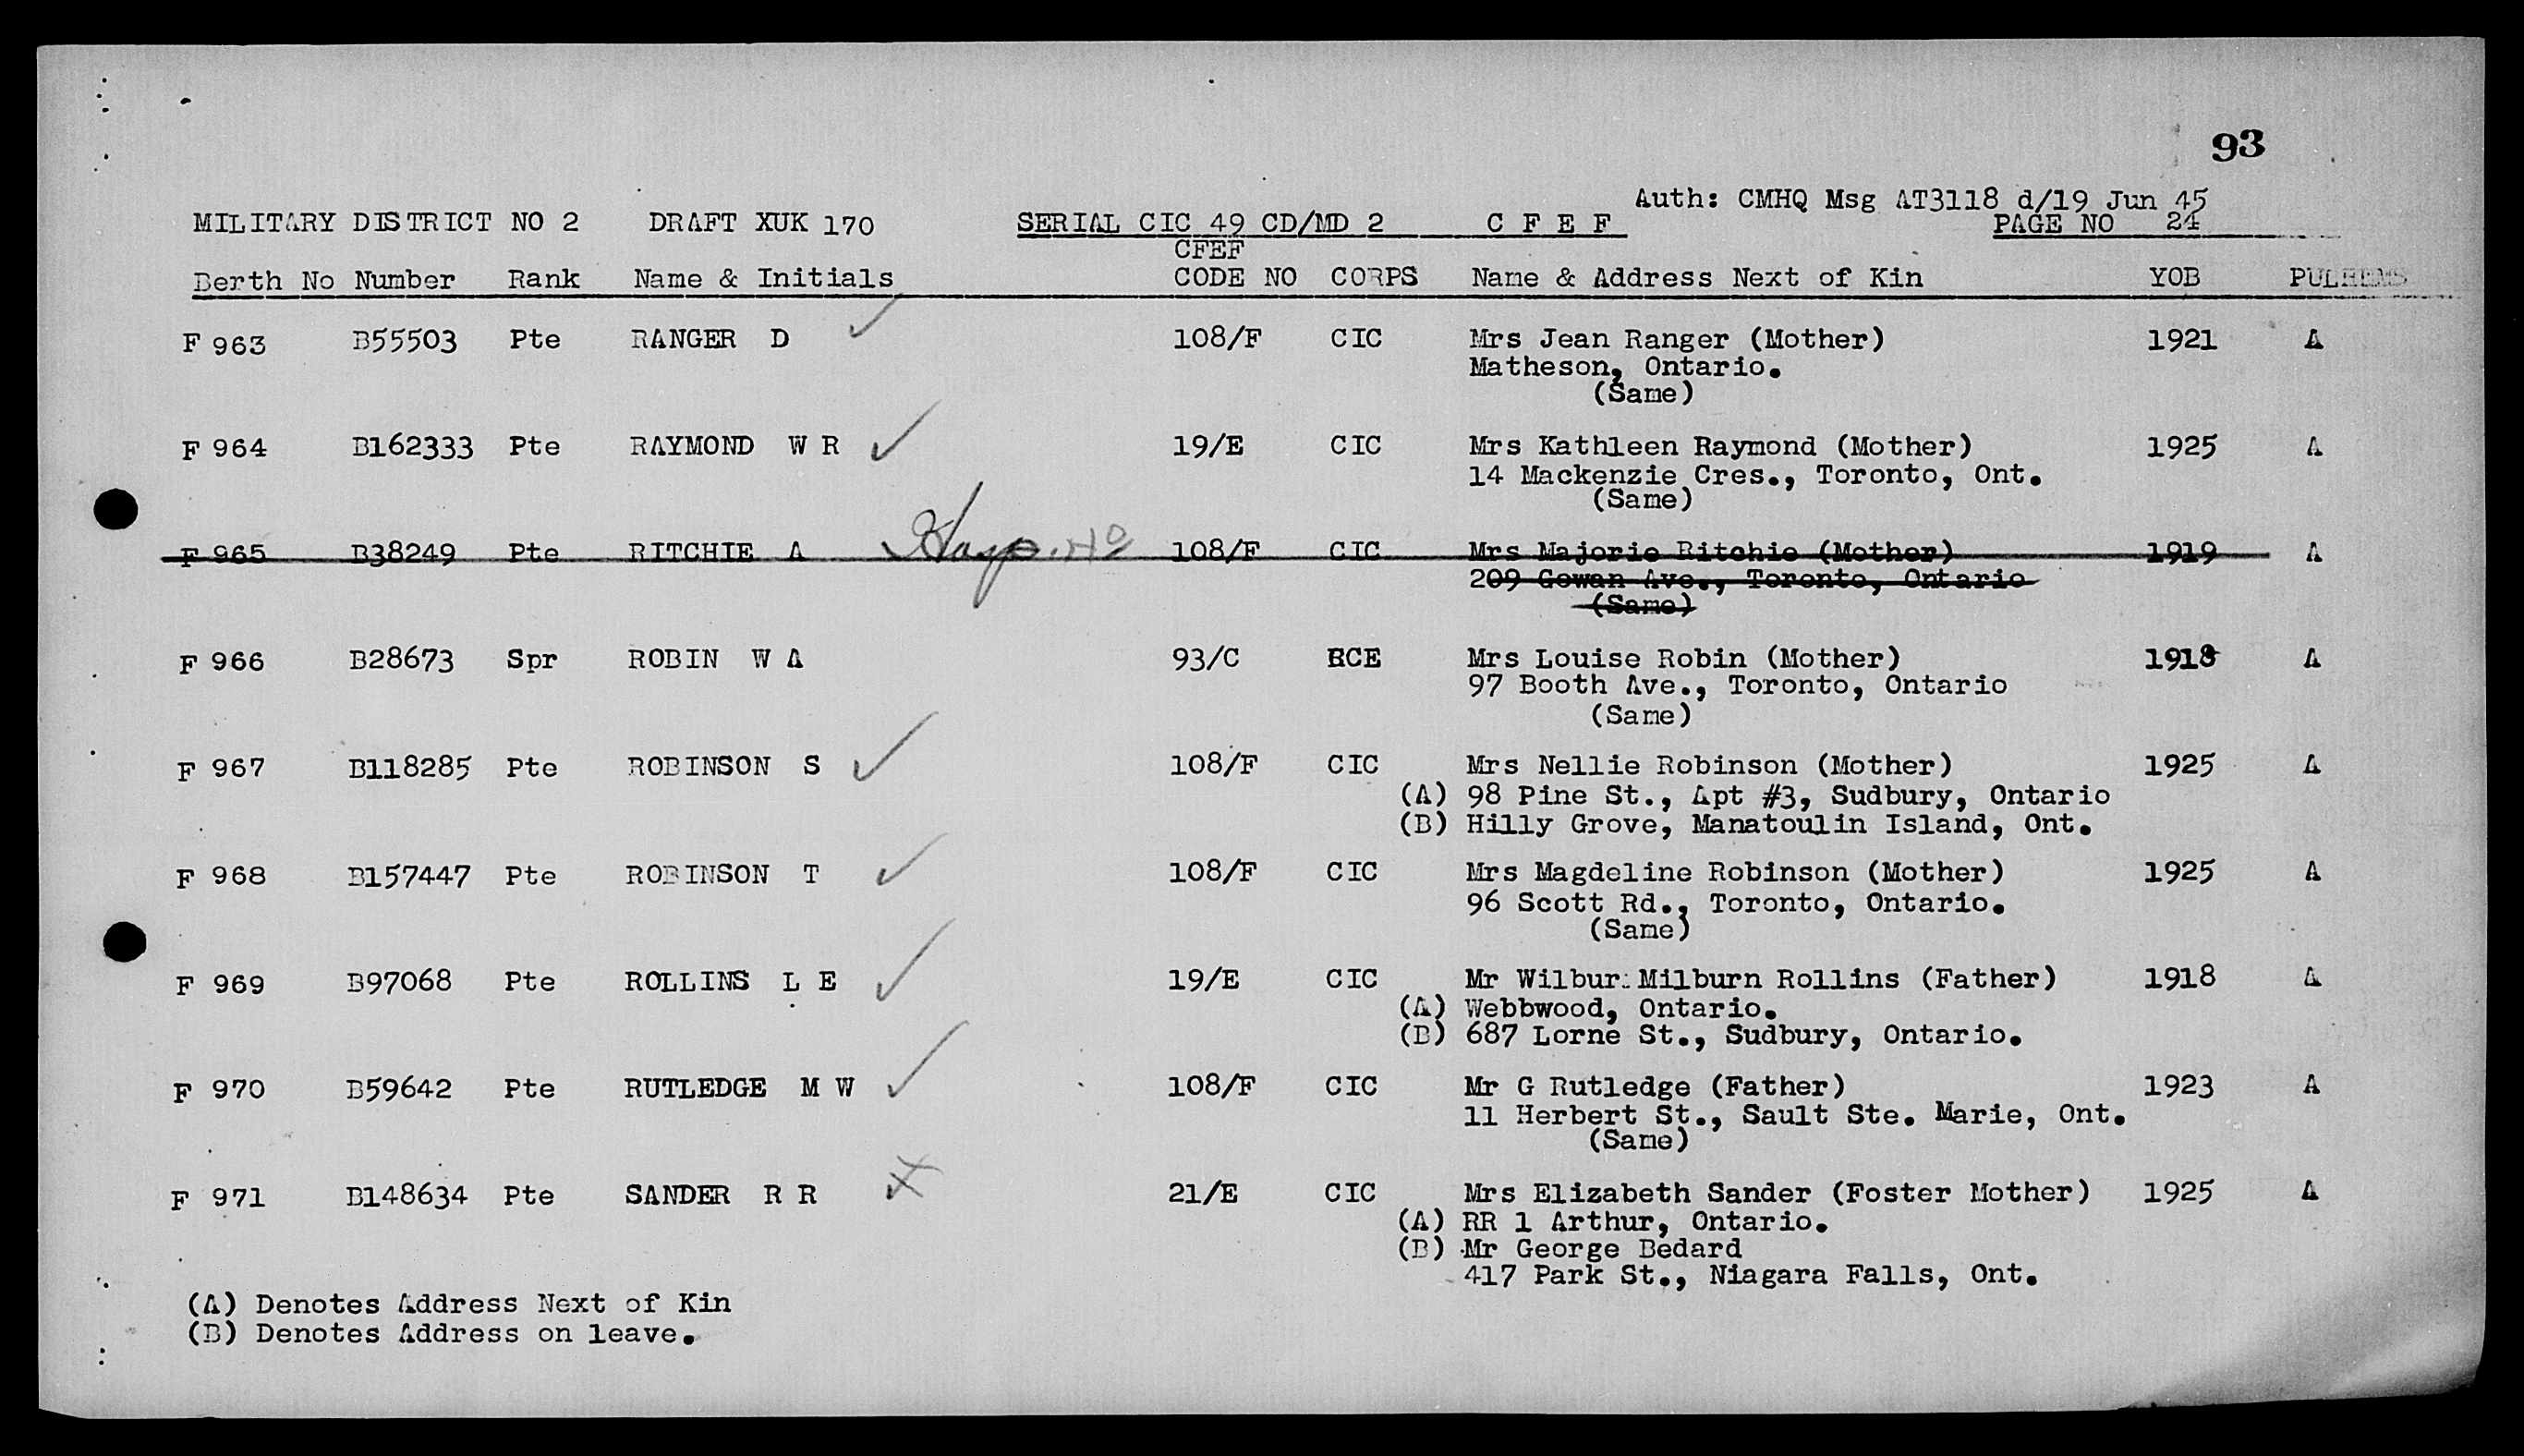 93
Auth: CMHQ Msg AT3118 d/19 Jun 45
MILITARY DISTRICT NO 2 DRAFT XUK 170 SERIAL CIC 49 CD/MD 2 C F E F PAGE NO 24
CFEF
Berth No Number Rank Name & Initials CODE NO CORPS Name & Address Next of Kin YOB PULHEMS
F 963 B55503 Pte RANGER D 108/F CIC Mrs Jean Ranger (Mother) 1921 A
Matheson, Ontario.
(Same)
F 964 B162333 Pte RAYMOND W R 19/E CIC Mrs Kathleen Raymond (Mother) 1925 A
14 Mackenzie Cres., Toronto, Ont.
(Same)
F 965 B38249 Pte RITCHIE A 108/F CIC Mrs Majorie Ritchie (Mother) 1919 A
209 Gowan Ave., Toronto, Ontario
(Same)
F 966 B28673 Spr ROBIN W A 93/C RCE Mrs Louise Robin (Mother) 1918 A
97 Booth Ave., Toronto, Ontario
(Same)
F 967 B118285 Pte ROBINSON S 108/F CIC Mrs Nellie Robinson (Mother) 1925 A
(A) 98 Pine St., Apt #3, Sudbury, Ontario
(B) Hilly Grove, Manatoulin Island, Ont.
F 968 B157447 Pte ROBINSON T 108/F CIC Mrs Magdeline Robinson (Mother) 1925 A
96 Scott Rd., Toronto, Ontario.
(Same)
F 969 B97068 Pte ROLLINS L E 19/E CIC Mr Wilbur Milburn Rollins (Father) 1918 A
(A) Webbwood, Ontario.
(B) 687 Lorne St., Sudbury, Ontario.
F 970 B59642 Pte RUTLEDGE M W 108/F CIC Mr G Rutledge (Father) 1923 A
11 Herbert St., Sault Ste. Marie, Ont.
(Same)
F 971 B148634 Pte SANDER R R 21/E CIC Mrs Elizabeth Sander (Foster Mother) 1925 A
(A) RR 1 Arthur, Ontario.
(B) Mr George Bedard
417 Park St., Niagara Falls, Ont.
(A) Denotes Address Next of Kin
(B) Denotes Address on leave.